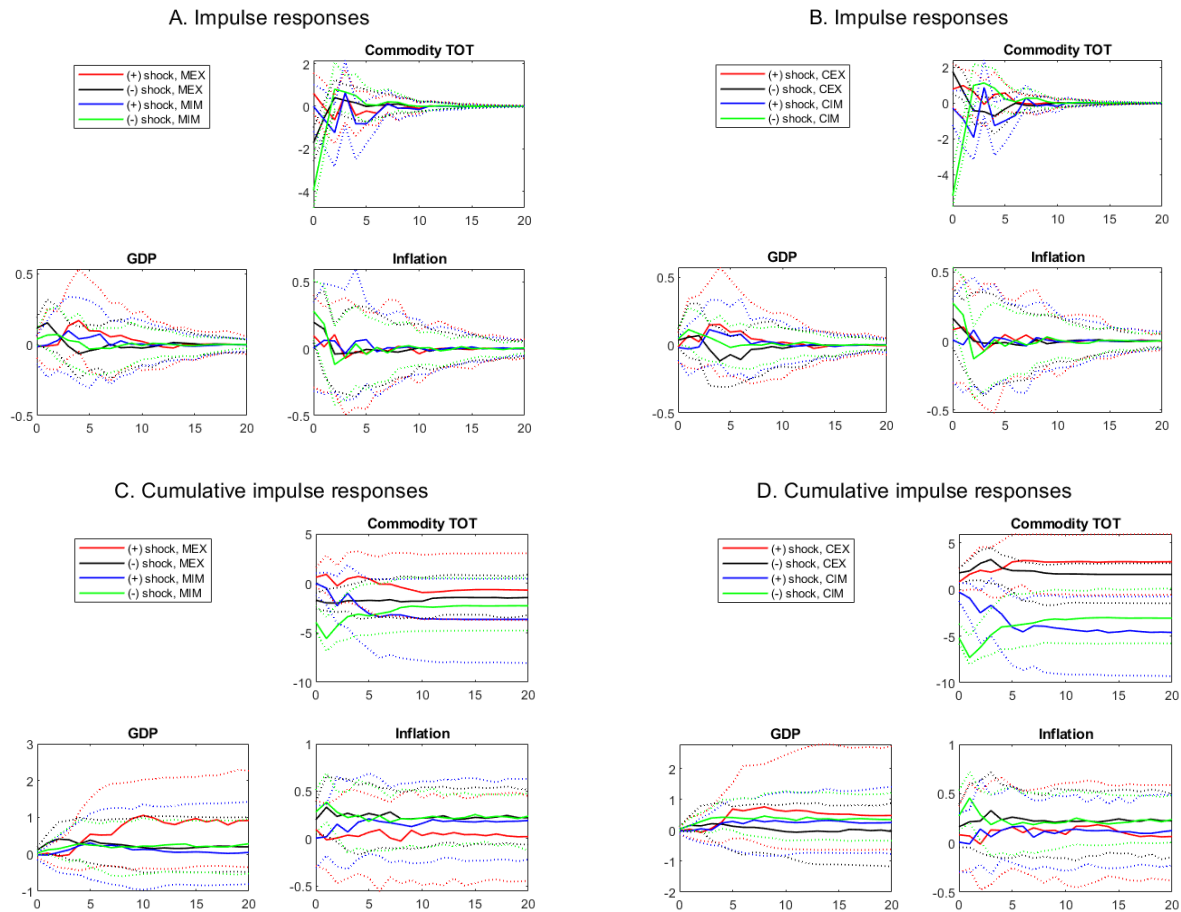 A. Impulse responses
Commodity TOT
(+) shock, MEX
(-) shock, MEX
(+) shock, MIM
(-) shock, MIM
2
0
-2
-4
0 5 10 15 20
GDP
0.5
0
-0.5
0 5 10 15 20
Inflation
0.5
0
-0.5
0 5 10 15 20
B. Impulse responses
Commodity TOT
(+) shock, CEX
(-) shock, CEX
(+) shock, CIM
(-) shock, CIM
2
0
-2
-4
0 5 10 15 20
GDP
0.5
0
-0.5
0 5 10 15 20
Inflation
0.5
0
-0.5
0 5 10 15 20
C. Cumulative impulse responses
Commodity TOT
(+) shock, MEX
(-) shock, MEX
(+) shock, MIM
(-) shock, MIM
5
0
-5
-10
0 5 10 15 20
GDP
3
2
1
0
-1
0 5 10 15 20
Inflation
1
0.5
0
-0.5
0 5 10 15 20
D. Cumulative impulse responses
Commodity TOT
(+) shock, CEX
(-) shock, CEX
(+) shock, CIM
(-) shock, CIM
5
0
-5
-10
0 5 10 15 20
GDP
2
1
0
-1
-2
0 5 10 15 20
Inflation
1
0.5
0
-0.5
0 5 10 15 20